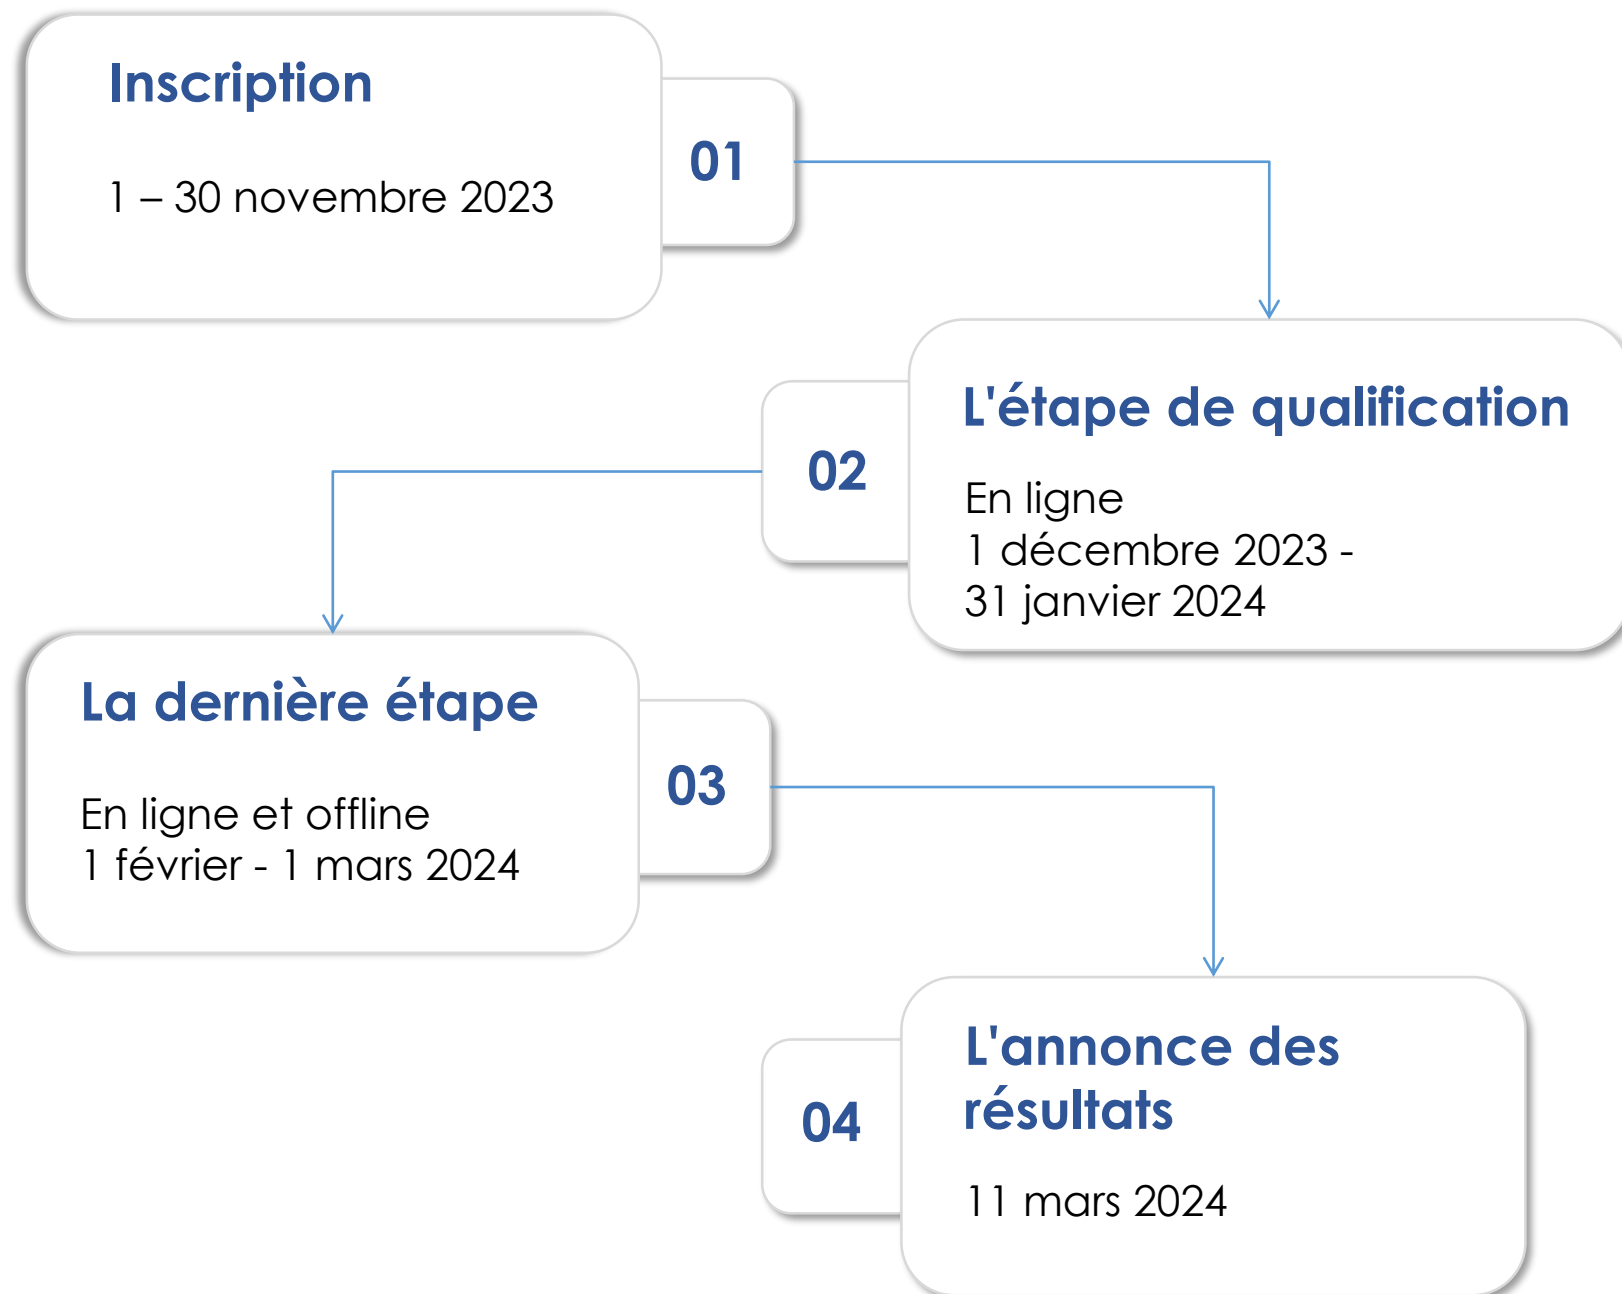 Inscription
1 – 30 novembre 2023
01
L'étape de qualification
En ligne
1 décembre 2023 -
31 janvier 2024
02
La dernière étape
En ligne et offline
1 février - 1 mars 2024
03
L'annonce des
résultats
11 mars 2024
04